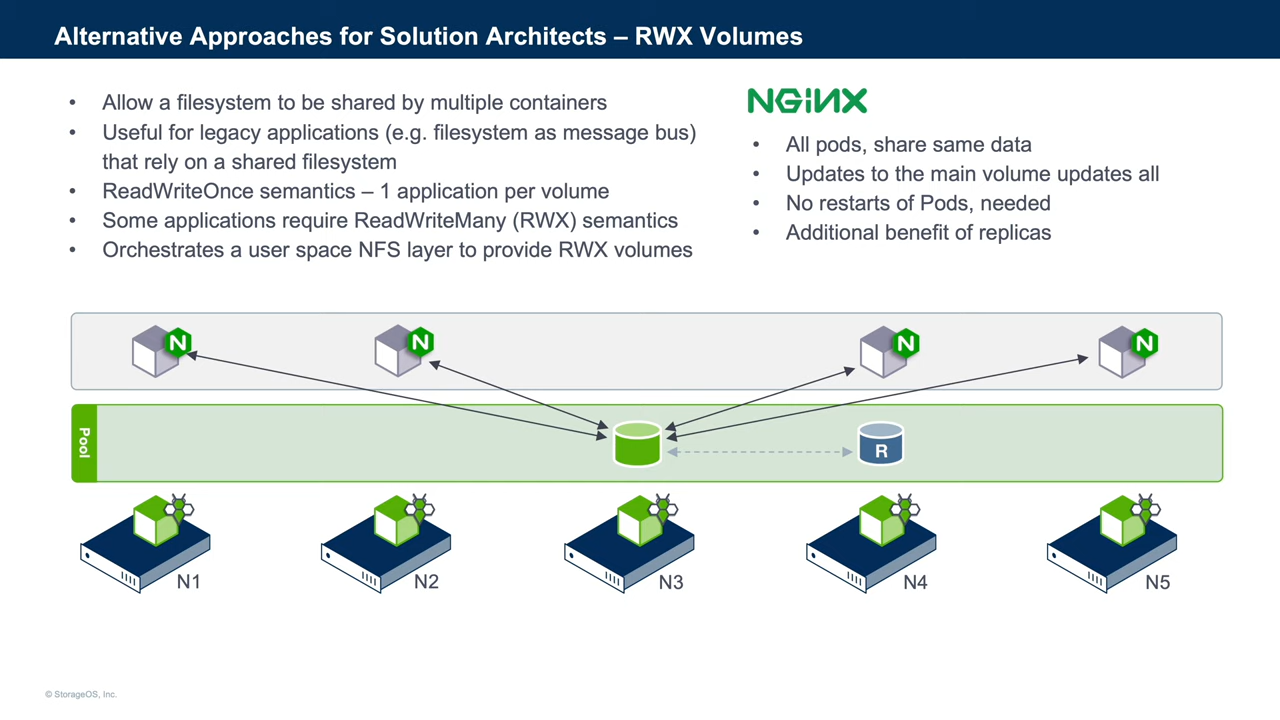 Alternative Approaches for Solution Architects – RWX Volumes
• Allow a filesystem to be shared by multiple containers
• Useful for legacy applications (e.g. filesystem as message bus)
that rely on a shared filesystem
• ReadWriteOnce semantics – 1 application per volume
• Some applications require ReadWriteMany (RWX) semantics
• Orchestrates a user space NFS layer to provide RWX volumes
NGINX
• All pods, share same data
• Updates to the main volume updates all
• No restarts of Pods, needed
• Additional benefit of replicas
N
N
N
N
Pool
R
N1
N2
N3
N4
N5
© StorageOS, Inc.